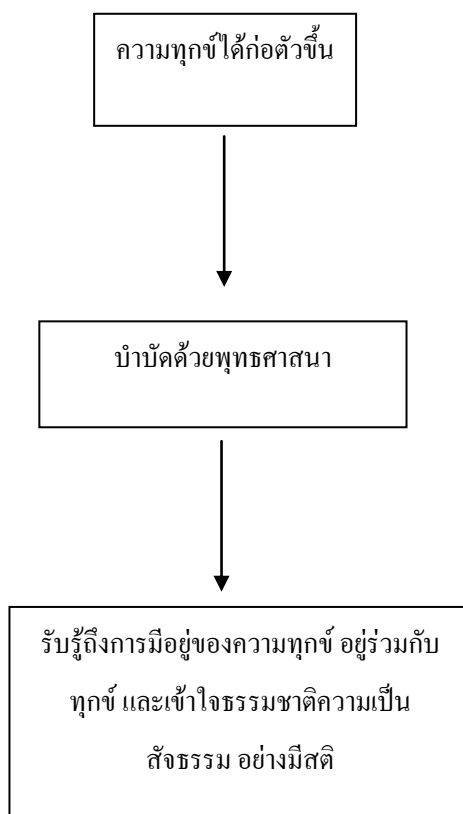 ความทุกข์ได้ก่อตัวขึ้น
บำบัดด้วยพุทธศาสนา
รับรู้ถึงการมีอยู่ของความทุกข์ อยู่ร่วมกับ
ทุกข์ และเข้าใจธรรมชาติความเป็น
สัจธรรม อย่างมีสติ